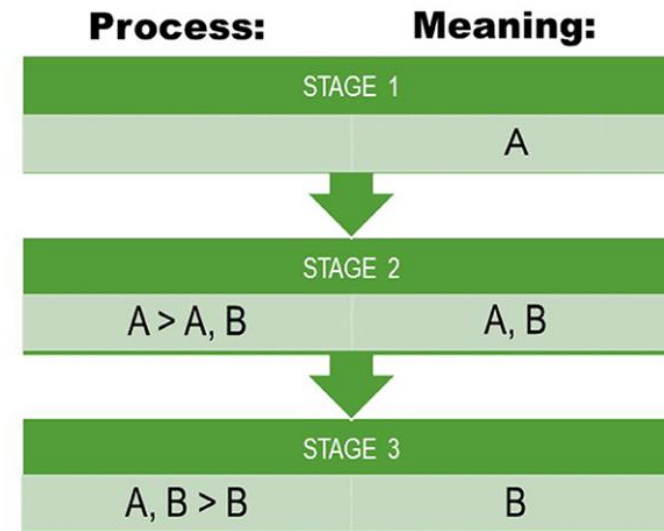 Process: Meaning:
STAGE 1
A
STAGE 2
A > A, B A, B
STAGE 3
A, B > B B